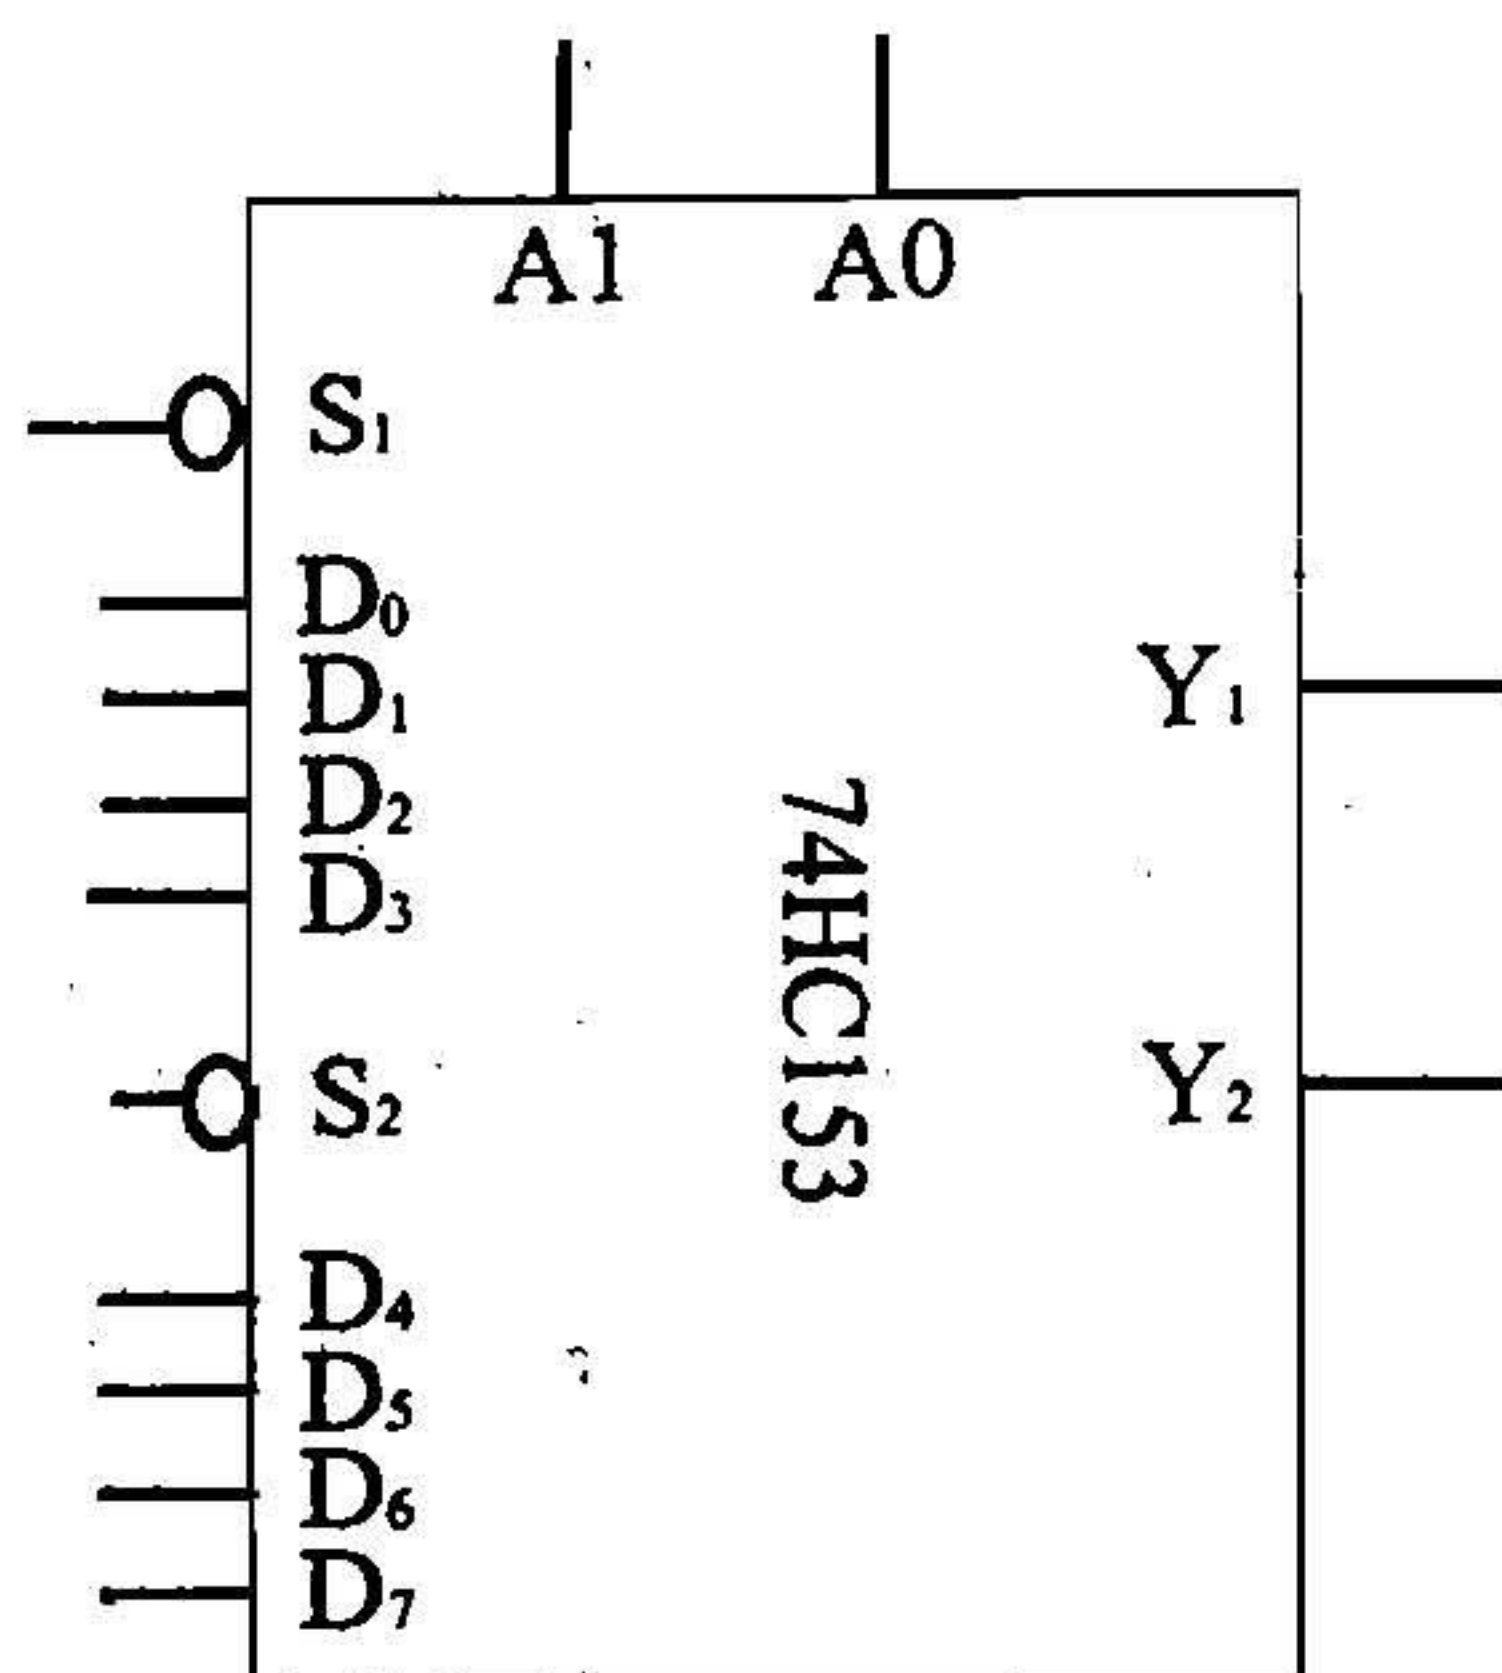 A1 A0
S₁
D₀
D₁
D₂
D₃
S₂
D₄
D₅
D₆
D₇
74HC153
Y₁
Y₂